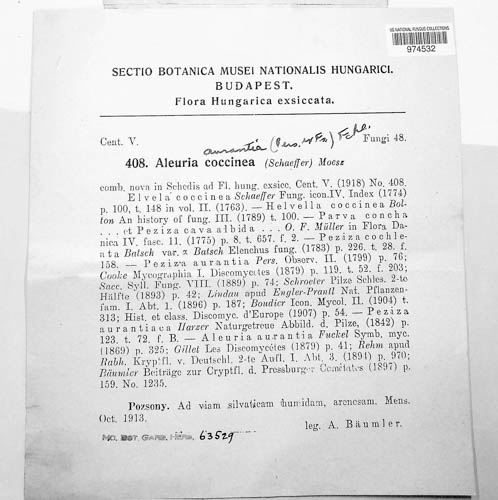 US NATIONAL FUNGUS COLLECTIONS
974532
SECTIO BOTANICA MUSEI NATIONALIS HUNGARICI.
BUDAPEST.
Flora Hungarica exsiccata.
Cent. V.
aurantia (Pers. ex Fr.) Fckl.
Fungi 48.
408. Aleuria coccinea (Schaeffer) Moesz
comb. nova in Schedis ad Fl. hung. exsicc. Cent. V. (1918) No. 408.
Elvela coccinea Schaeffer Fung. icon. IV. Index (1774)
p. 100, t. 148 in vol. II. (1763). — Helvella coccinea Bol-
ton An history of fung. III. (1789) t. 100. — Parva concha
. . . et Peziza cava albida . . . O. F. Müller in Flora Da-
nica IV. fasc. 11. (1775) p. 8, t. 657. f. 2. — Peziza cochle-
ata Batsch var. Batsch Elenchus fung. (1783) p. 226. t. 28. f.
158. — Peziza aurantia Pers. Observ. II. (1799) p. 76;
Cooke Mycographia I. Discomycetes (1879) p. 119. t. 52. f. 203;
Sacc. Syll. Fung. VIII. (1889) p. 74; Schroeter Pilze Schles. 2-te
Hälfte (1893) p. 42; Lindau apud Engler-Prantl Nat. Pflanzen-
fam. I. Abt. 1. (1896) p. 187; Boudier Icon. Mycol. II. (1904) t.
313; Hist. et class. Discomyc. d'Europe (1907) p. 54. — Peziza
aurantiaca Harzer Naturgetreue Abbild. d. Pilze, (1842) p.
123. t. 72. f. B. — Aleuria aurantia Fuckel Symb. myc.
(1869) p. 325; Gillet Les Discomycétes (1879) p. 41; Rehm apud
Rabh. Kryptfl. v. Deutschl. 2-te Aufl. I. Abt. 3. (1894) p. 970;
Bäumler Beiträge zur Cryptfl. d. Pressburger Comitates (1897) p.
159. No. 1235.
Pozsony. Ad viam silvaticam humidam, arenosam. Mens.
Oct. 1913.
leg. A. Bäumler.
MO. BOT. GARD. HERB. 63529